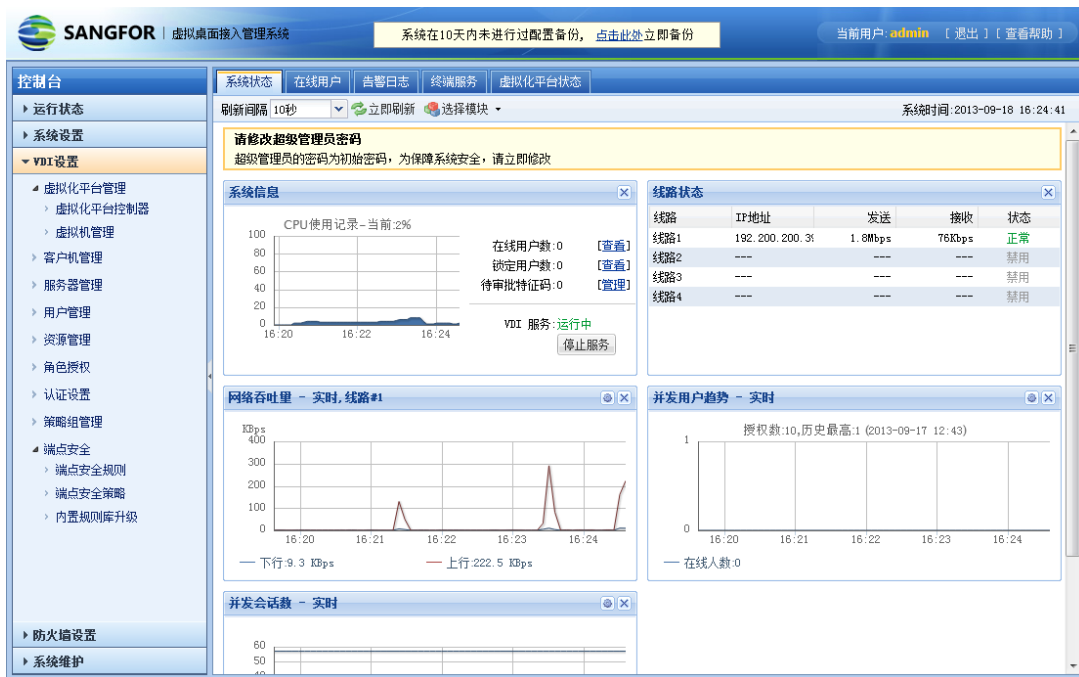 SANGFOR | 虚拟桌面接入管理系统
系统在10天内未进行过配置备份, 点击此处立即备份
当前用户:admin [ 退出 ] [ 查看帮助 ]
控制台
运行状态
系统设置
VDI设置
虚拟化平台管理
虚拟化平台控制器
虚拟机管理
客户机管理
服务器管理
用户管理
资源管理
角色授权
认证设置
策略组管理
端点安全
端点安全规则
端点安全策略
内置规则库升级
防火墙设置
系统维护
系统状态 在线用户 告警日志 终端服务 虚拟化平台状态
刷新间隔 10秒 立即刷新 选择模块 系统时间:2013-09-18 16:24:41
请修改超级管理员密码
超级管理员的密码为初始密码，为保障系统安全，请立即修改
系统信息
CPU使用记录-当前:2%
100
80
60
40
20
0
16:20 16:22 16:24
在线用户数:0 [查看]
锁定用户数:0 [查看]
待审批特征码:0 [管理]
VDI 服务:运行中
停止服务
线路状态
线路 IP地址 发送 接收 状态
线路1 192.200.200.39 1.8Mbps 76Kbps 正常
线路2 --- --- --- 禁用
线路3 --- --- --- 禁用
线路4 --- --- --- 禁用
网络吞吐量 - 实时,线路#1
KBps
400
300
200
100
0
16:20 16:21 16:22 16:23 16:24
下行:9.3 KBps 上行:222.5 KBps
并发用户趋势 - 实时
授权数:10,历史最高:1 (2013-09-17 12:43)
1
0
16:20 16:21 16:22 16:23 16:24
在线人数:0
并发会话数 - 实时
60
50